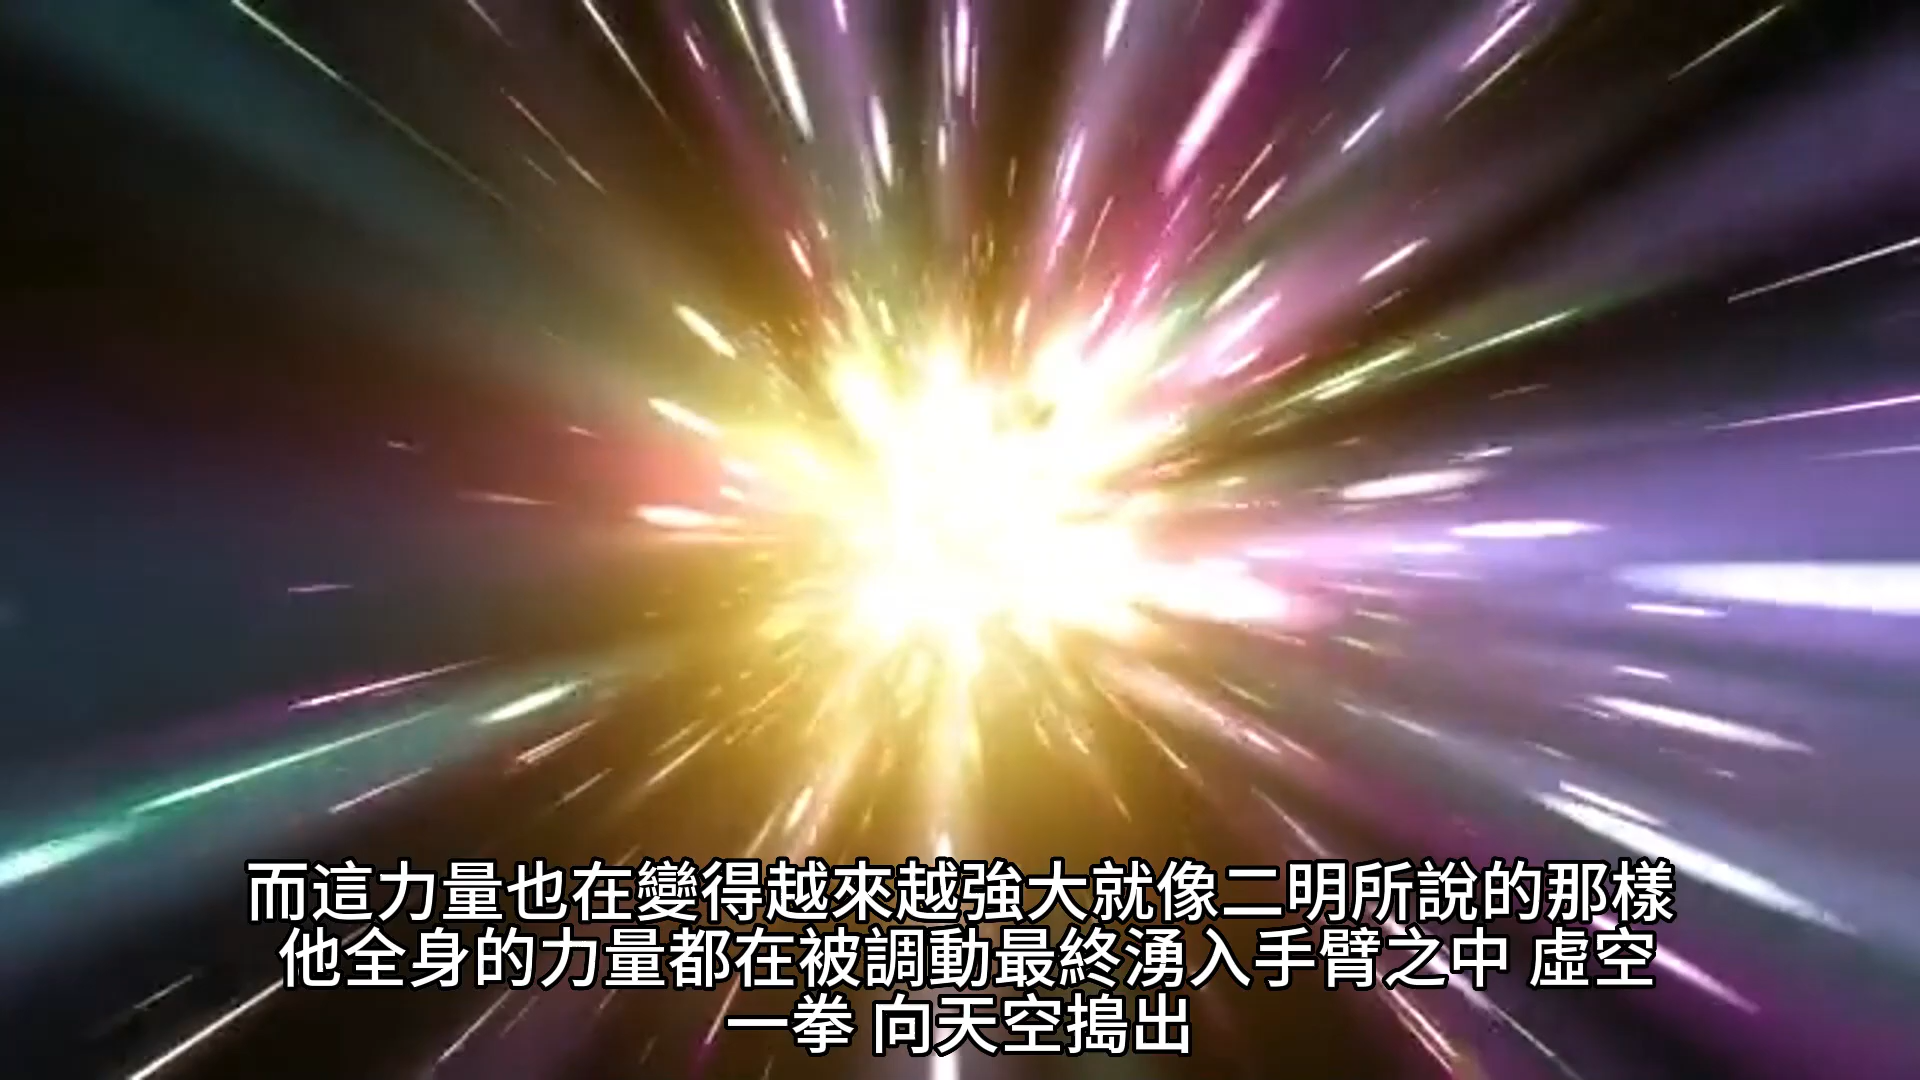 而這力量也在變得越來越強大就像二明所說的那樣
他全身的力量都在被調動最終湧入手臂之中 虛空
一拳 向天空搗出